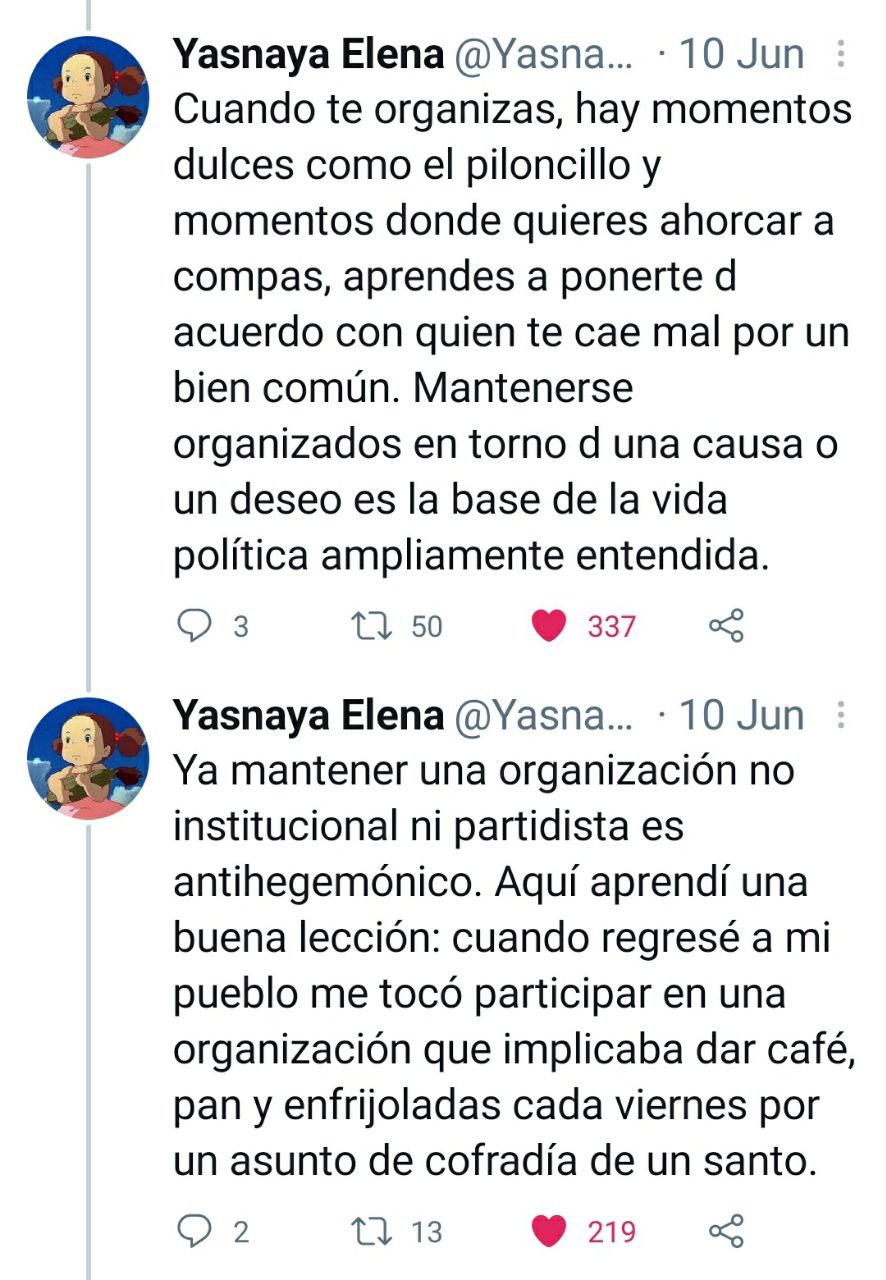 Yasnaya Elena @Yasna... · 10 Jun
Cuando te organizas, hay momentos
dulces como el piloncillo y
momentos donde quieres ahorcar a
compas, aprendes a ponerte d
acuerdo con quien te cae mal por un
bien común. Mantenerse
organizados en torno d una causa o
un deseo es la base de la vida
política ampliamente entendida.
3 50 337
Yasnaya Elena @Yasna... · 10 Jun
Ya mantener una organización no
institucional ni partidista es
antihegemónico. Aquí aprendí una
buena lección: cuando regresé a mi
pueblo me tocó participar en una
organización que implicaba dar café,
pan y enfrijoladas cada viernes por
un asunto de cofradía de un santo.
2 13 219